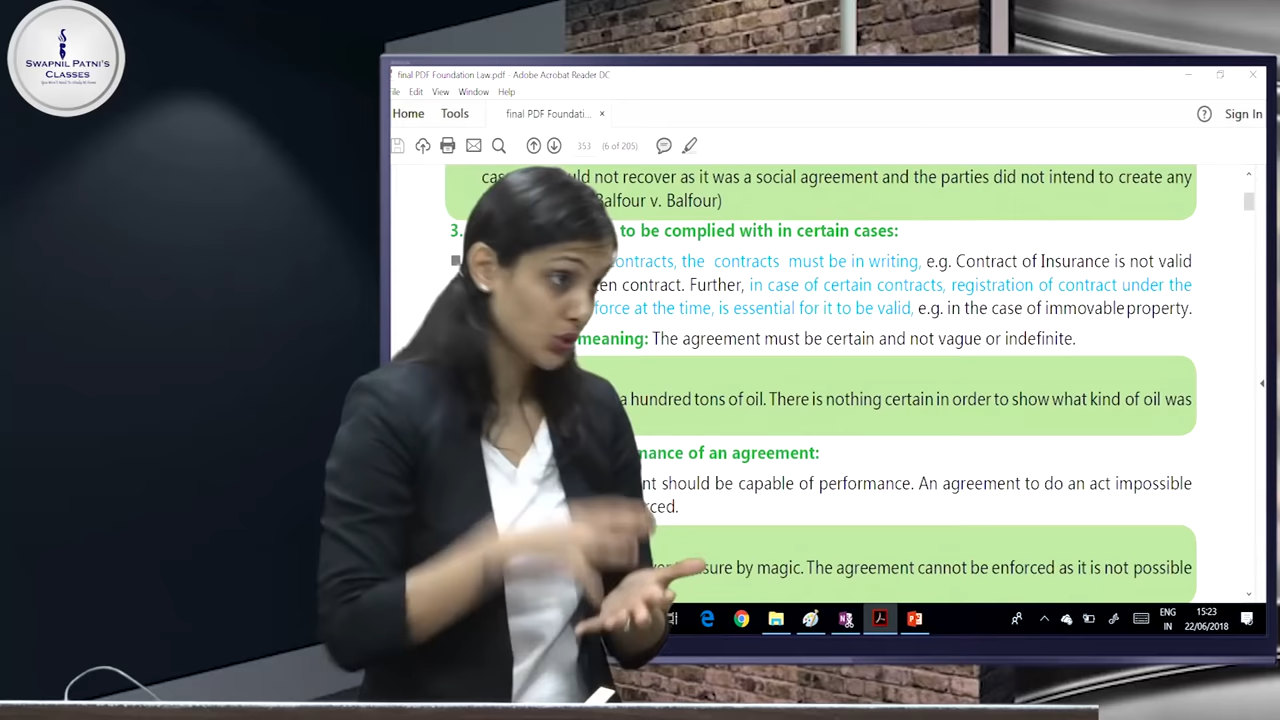 SWAPNIL PATNI'S
CLASSES
final PDF Foundation Law.pdf - Adobe Acrobat Reader DC
ile Edit View Window Help
Home Tools final PDF Foundati... × ? Sign In
353 (6 of 205)
cas uld not recover as it was a social agreement and the parties did not intend to create any
Balfour v. Balfour)
3. to be complied with in certain cases:
contracts, the contracts must be in writing, e.g. Contract of Insurance is not valid
en contract. Further, in case of certain contracts, registration of contract under the
force at the time, is essential for it to be valid, e.g. in the case of immovable property.
meaning: The agreement must be certain and not vague or indefinite.
a hundred tons of oil. There is nothing certain in order to show what kind of oil was
mance of an agreement:
nt should be capable of performance. An agreement to do an act impossible
rced.
sure by magic. The agreement cannot be enforced as it is not possible
ENG 15:23
IN 22/06/2018